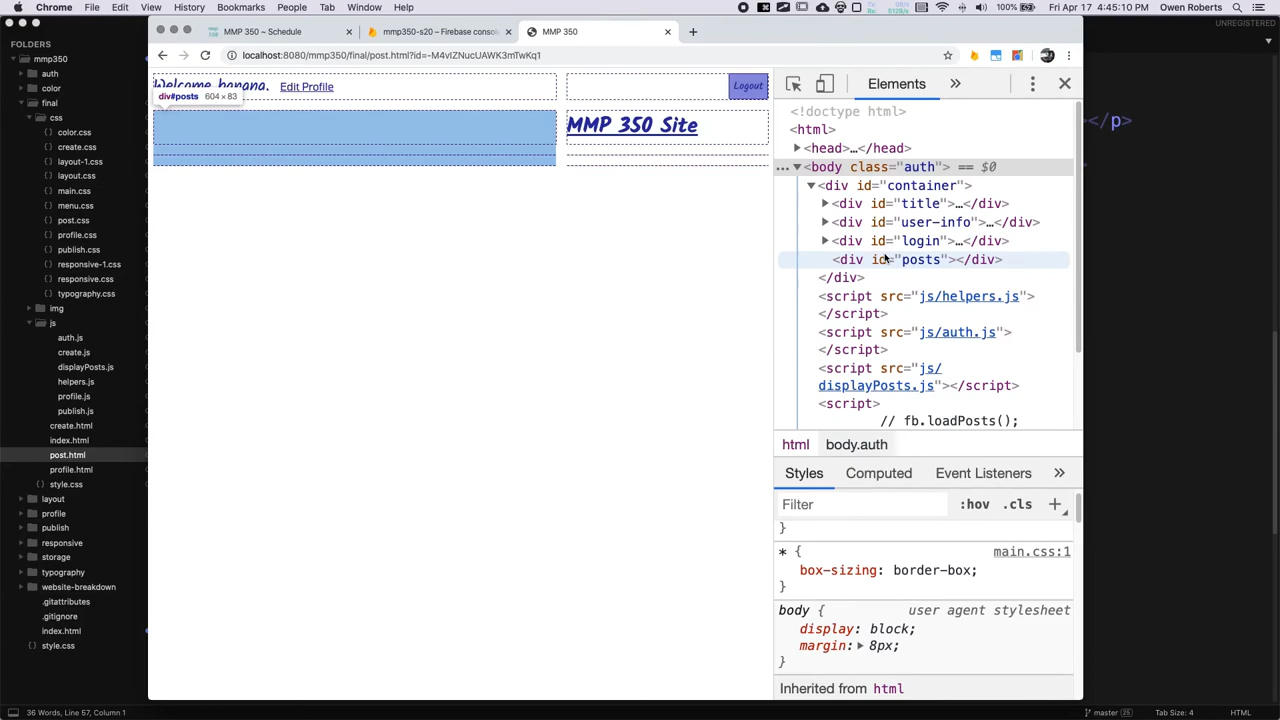 Chrome File Edit View History Bookmarks People Tab Window Help
100% Fri Apr 17 4:45:10 PM Owen Roberts
UNREGISTERED
MMP 350 ~ Schedule
mmp350-s20 – Firebase console
MMP 350
localhost:8080/mmp350/final/post.html?id=-M4vIZNucUAWK3mTwKq1
FOLDERS
mmp350
auth
color
final
css
color.css
create.css
layout-1.css
layout.css
main.css
menu.css
post.css
profile.css
publish.css
responsive-1.css
responsive.css
typography.css
img
js
auth.js
create.js
displayPosts.js
helpers.js
profile.js
publish.js
create.html
index.html
post.html
profile.html
style.css
layout
profile
publish
responsive
storage
typography
website-breakdown
.gitattributes
.gitignore
index.html
style.css
Welcome banana. Edit Profile
Logout
div#posts 604 × 83
MMP 350 Site
Elements
<!doctype html>
<html>
<head>…</head>
… <body class="auth"> == $0
<div id="container">
<div id="title">…</div>
<div id="user-info">…</div>
<div id="login">…</div>
<div id="posts"></div>
</div>
<script src="js/helpers.js">
</script>
<script src="js/auth.js">
</script>
<script src="js/
displayPosts.js"></script>
<script>
// fb.loadPosts();
html body.auth
Styles Computed Event Listeners
Filter :hov .cls
}
* { main.css:1
box-sizing: border-box;
}
body { user agent stylesheet
display: block;
margin: 8px;
}
Inherited from html
></p>
36 Words, Line 57, Column 1
master 25 Tab Size: 4 HTML